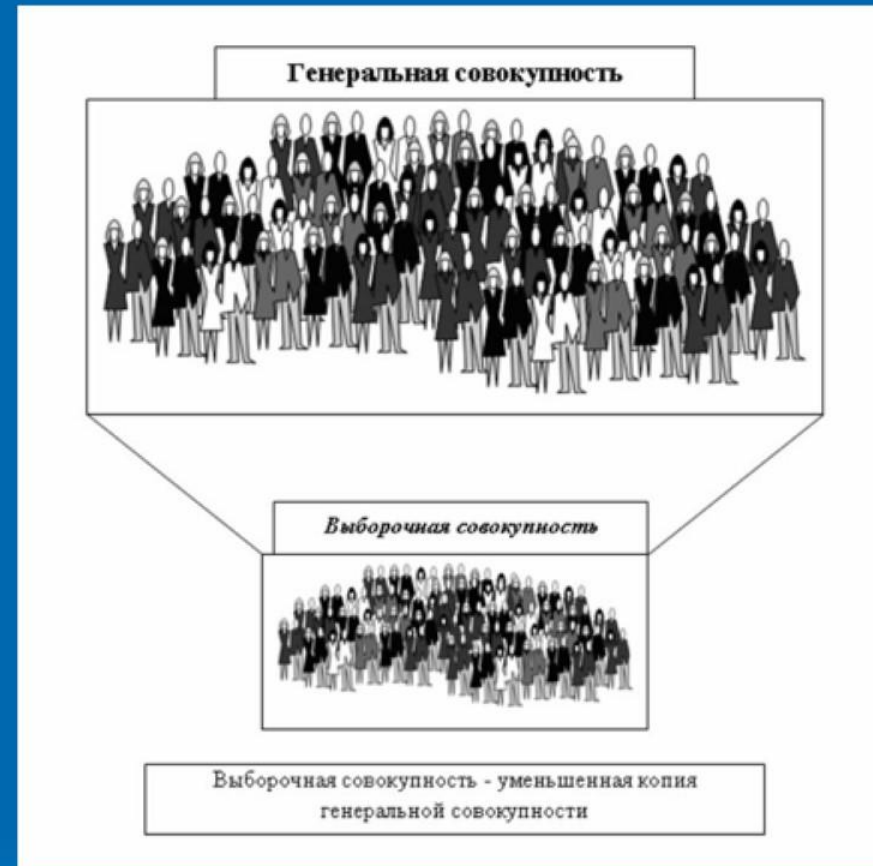 Генеральная совокупность
Выборочная совокупность
Выборочная совокупность - уменьшенная копия
генеральной совокупности